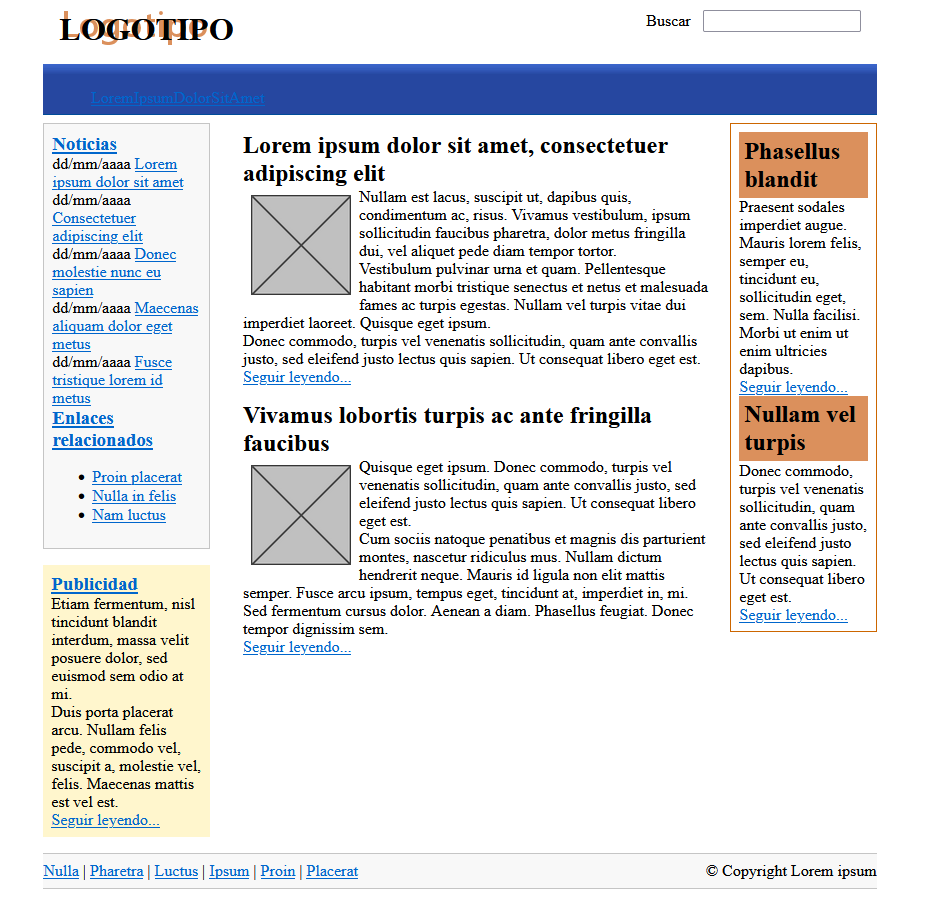 Logotipo
LOGOTIPO
Buscar
LoremIpsumDolorSitAmet
Noticias
dd/mm/aaaa Lorem
ipsum dolor sit amet
dd/mm/aaaa
Consectetuer
adipiscing elit
dd/mm/aaaa Donec
molestie nunc eu
sapien
dd/mm/aaaa Maecenas
aliquam dolor eget
metus
dd/mm/aaaa Fusce
tristique lorem id
metus
Enlaces
relacionados
Proin placerat
Nulla in felis
Nam luctus
Publicidad
Etiam fermentum, nisl
tincidunt blandit
interdum, massa velit
posuere dolor, sed
euismod sem odio at
mi.
Duis porta placerat
arcu. Nullam felis
pede, commodo vel,
suscipit a, molestie vel,
felis. Maecenas mattis
est vel est.
Seguir leyendo...
Lorem ipsum dolor sit amet, consectetuer
adipiscing elit
Nullam est lacus, suscipit ut, dapibus quis,
condimentum ac, risus. Vivamus vestibulum, ipsum
sollicitudin faucibus pharetra, dolor metus fringilla
dui, vel aliquet pede diam tempor tortor.
Vestibulum pulvinar urna et quam. Pellentesque
habitant morbi tristique senectus et netus et malesuada
fames ac turpis egestas. Nullam vel turpis vitae dui
imperdiet laoreet. Quisque eget ipsum.
Donec commodo, turpis vel venenatis sollicitudin, quam ante convallis
justo, sed eleifend justo lectus quis sapien. Ut consequat libero eget est.
Seguir leyendo...
Vivamus lobortis turpis ac ante fringilla
faucibus
Quisque eget ipsum. Donec commodo, turpis vel
venenatis sollicitudin, quam ante convallis justo, sed
eleifend justo lectus quis sapien. Ut consequat libero
eget est.
Cum sociis natoque penatibus et magnis dis parturient
montes, nascetur ridiculus mus. Nullam dictum
hendrerit neque. Mauris id ligula non elit mattis
semper. Fusce arcu ipsum, tempus eget, tincidunt at, imperdiet in, mi.
Sed fermentum cursus dolor. Aenean a diam. Phasellus feugiat. Donec
tempor dignissim sem.
Seguir leyendo...
Phasellus
blandit
Praesent sodales
imperdiet augue.
Mauris lorem felis,
semper eu,
tincidunt eu,
sollicitudin eget,
sem. Nulla facilisi.
Morbi ut enim ut
enim ultricies
dapibus.
Seguir leyendo...
Nullam vel
turpis
Donec commodo,
turpis vel venenatis
sollicitudin, quam
ante convallis justo,
sed eleifend justo
lectus quis sapien.
Ut consequat libero
eget est.
Seguir leyendo...
Nulla | Pharetra | Luctus | Ipsum | Proin | Placerat
© Copyright Lorem ipsum